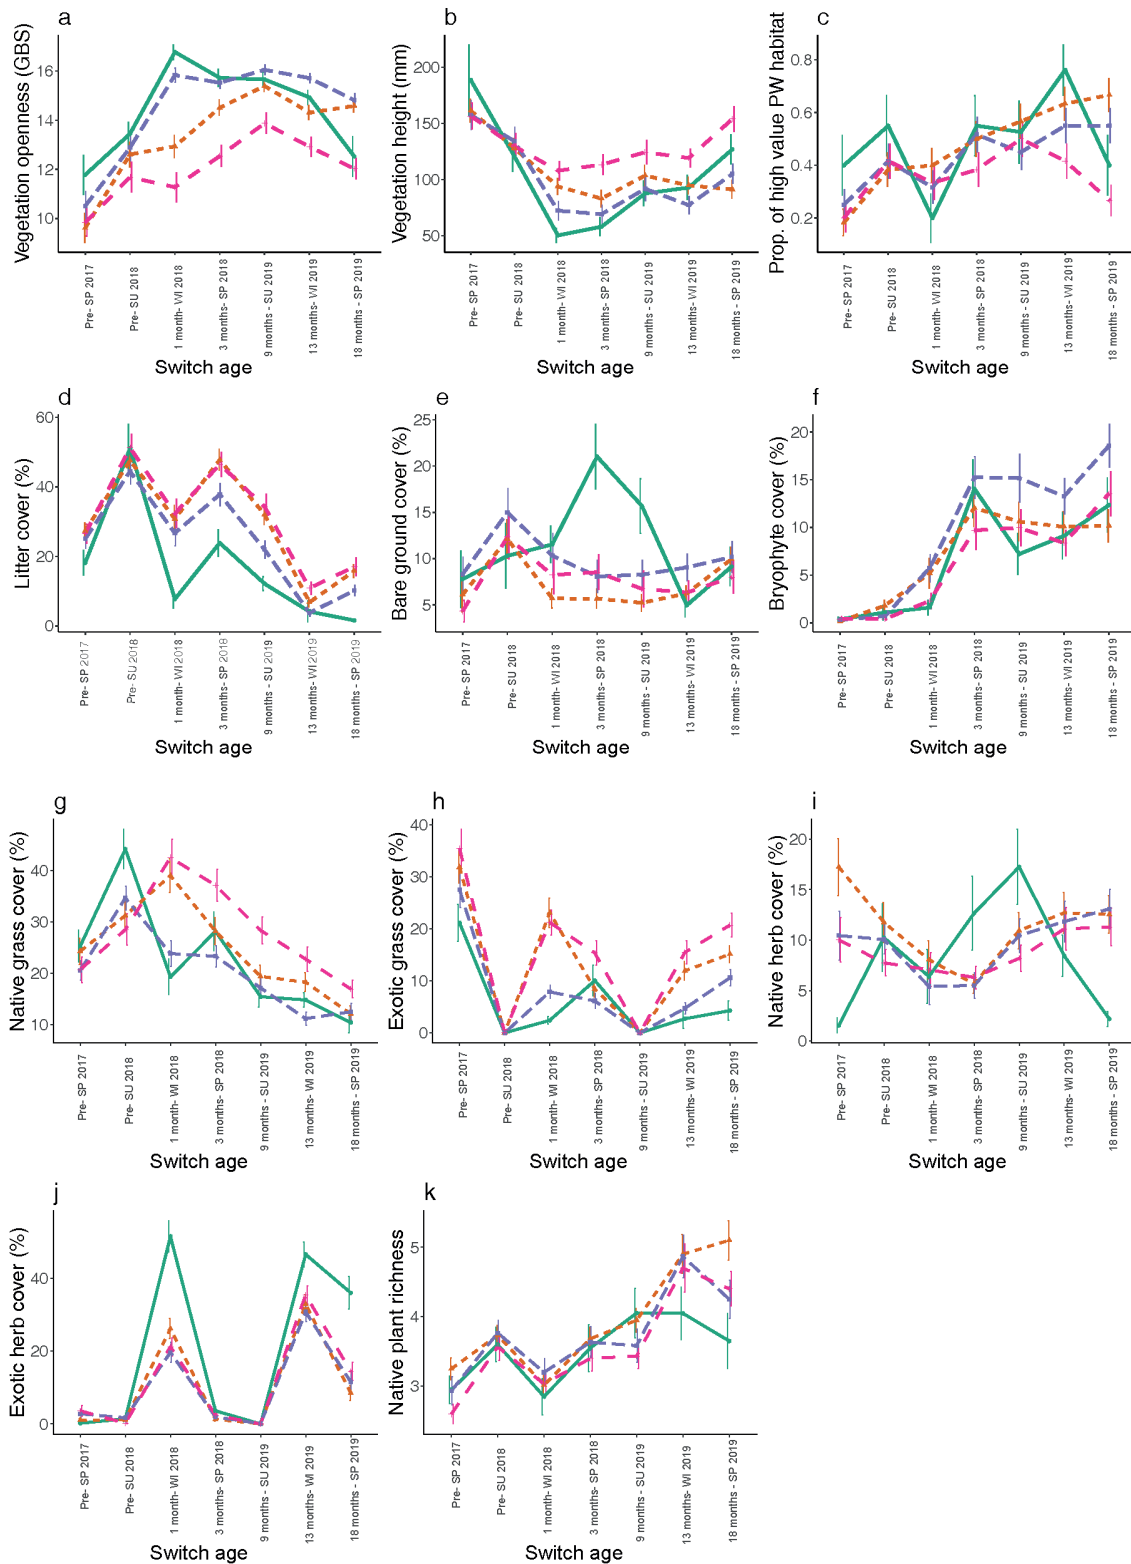 a
Vegetation openness (GBS)
16
14
12
10
Pre- SP 2017
Pre- SU 2018
1 month- WI 2018
3 months- SP 2018
9 months - SU 2019
13 months- WI 2019
18 months - SP 2019
Switch age
b
Vegetation height (mm)
200
150
100
50
Pre- SP 2017
Pre- SU 2018
1 month- WI 2018
3 months- SP 2018
9 months - SU 2019
13 months- WI 2019
18 months - SP 2019
Switch age
c
Prop. of high value PW habitat
0.8
0.6
0.4
0.2
Pre- SP 2017
Pre- SU 2018
1 month- WI 2018
3 months- SP 2018
9 months - SU 2019
13 months- WI 2019
18 months - SP 2019
Switch age
d
Litter cover (%)
60
40
20
0
Pre- SP 2017
Pre- SU 2018
1 month- WI 2018
3 months- SP 2018
9 months - SU 2019
13 months- WI 2019
18 months - SP 2019
Switch age
e
Bare ground cover (%)
25
20
15
10
5
Pre- SP 2017
Pre- SU 2018
1 month- WI 2018
3 months- SP 2018
9 months - SU 2019
13 months- WI 2019
18 months - SP 2019
Switch age
f
Bryophyte cover (%)
20
15
10
5
0
Pre- SP 2017
Pre- SU 2018
1 month- WI 2018
3 months- SP 2018
9 months - SU 2019
13 months- WI 2019
18 months - SP 2019
Switch age
g
Native grass cover (%)
40
30
20
10
Pre- SP 2017
Pre- SU 2018
1 month- WI 2018
3 months- SP 2018
9 months - SU 2019
13 months- WI 2019
18 months - SP 2019
Switch age
h
Exotic grass cover (%)
40
30
20
10
0
Pre- SP 2017
Pre- SU 2018
1 month- WI 2018
3 months- SP 2018
9 months - SU 2019
13 months- WI 2019
18 months - SP 2019
Switch age
i
Native herb cover (%)
20
15
10
5
0
Pre- SP 2017
Pre- SU 2018
1 month- WI 2018
3 months- SP 2018
9 months - SU 2019
13 months- WI 2019
18 months - SP 2019
Switch age
j
Exotic herb cover (%)
40
20
0
Pre- SP 2017
Pre- SU 2018
1 month- WI 2018
3 months- SP 2018
9 months - SU 2019
13 months- WI 2019
18 months - SP 2019
Switch age
k
Native plant richness
5
4
3
Pre- SP 2017
Pre- SU 2018
1 month- WI 2018
3 months- SP 2018
9 months - SU 2019
13 months- WI 2019
18 months - SP 2019
Switch age